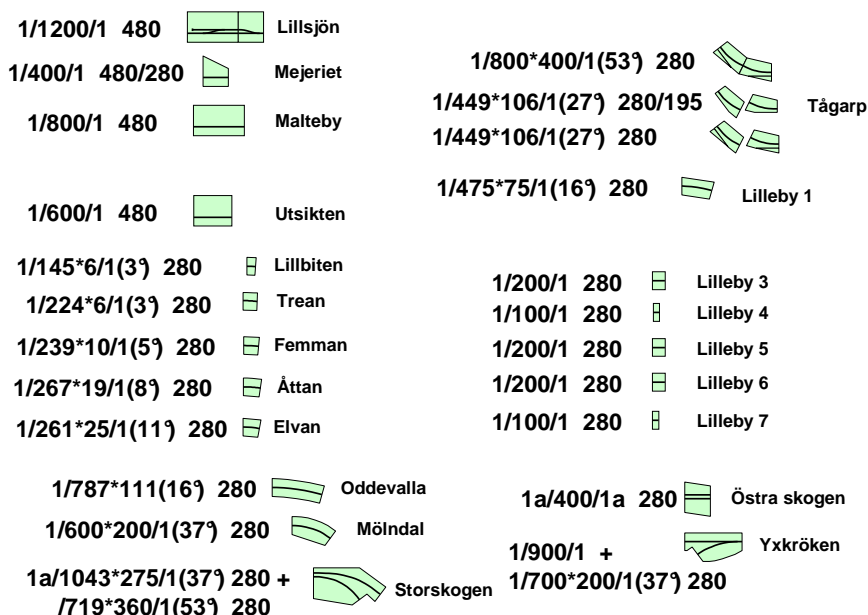 1/1200/1 480 Lillsjön
1/400/1 480/280 Mejeriet
1/800/1 480 Malteby
1/600/1 480 Utsikten
1/145*6/1(3°) 280 Lillbiten
1/224*6/1(3°) 280 Trean
1/239*10/1(5°) 280 Femman
1/267*19/1(8°) 280 Åttan
1/261*25/1(11°) 280 Elvan
1/787*111(16°) 280 Oddevalla
1/600*200/1(37°) 280 Mölndal
1a/1043*275/1(37°) 280 +
/719*360/1(53°) 280
Storskogen
1/800*400/1(53°) 280
1/449*106/1(27°) 280/195
1/449*106/1(27°) 280
Tågarp
1/475*75/1(16°) 280 Lilleby 1
1/200/1 280 Lilleby 3
1/100/1 280 Lilleby 4
1/200/1 280 Lilleby 5
1/200/1 280 Lilleby 6
1/100/1 280 Lilleby 7
1a/400/1a 280 Östra skogen
1/900/1 +
1/700*200/1(37°) 280
Yxkröken